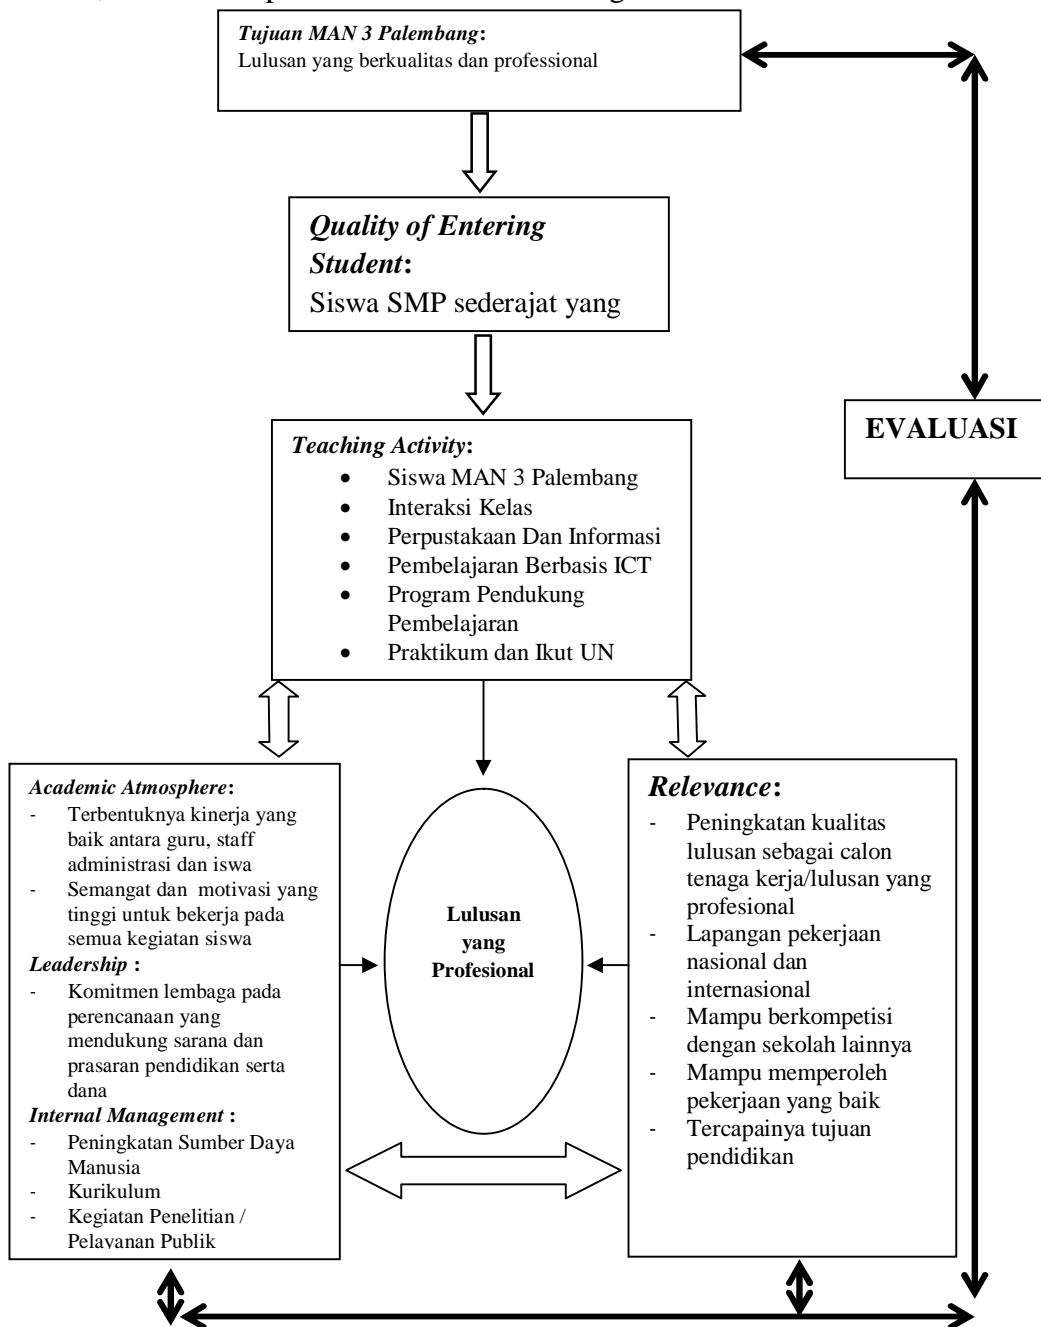 Tujuan MAN 3 Palembang:
Lulusan yang berkualitas dan professional
Quality of Entering
Student:
Siswa SMP sederajat yang
EVALUASI
Teaching Activity:
• Siswa MAN 3 Palembang
• Interaksi Kelas
• Perpustakaan Dan Informasi
• Pembelajaran Berbasis ICT
• Program Pendukung
Pembelajaran
• Praktikum dan Ikut UN
Academic Atmosphere:
- Terbentuknya kinerja yang
baik antara guru, staff
administrasi dan iswa
- Semangat dan motivasi yang
tinggi untuk bekerja pada
semua kegiatan siswa
Leadership :
- Komitmen lembaga pada
perencanaan yang
mendukung sarana dan
prasaran pendidikan serta
dana
Internal Management :
- Peningkatan Sumber Daya
Manusia
- Kurikulum
- Kegiatan Penelitian /
Pelayanan Publik
Lulusan
yang
Profesional
Relevance:
- Peningkatan kualitas
lulusan sebagai calon
tenaga kerja/lulusan yang
profesional
- Lapangan pekerjaan
nasional dan
internasional
- Mampu berkompetisi
dengan sekolah lainnya
- Mampu memperoleh
pekerjaan yang baik
- Tercapainya tujuan
pendidikan